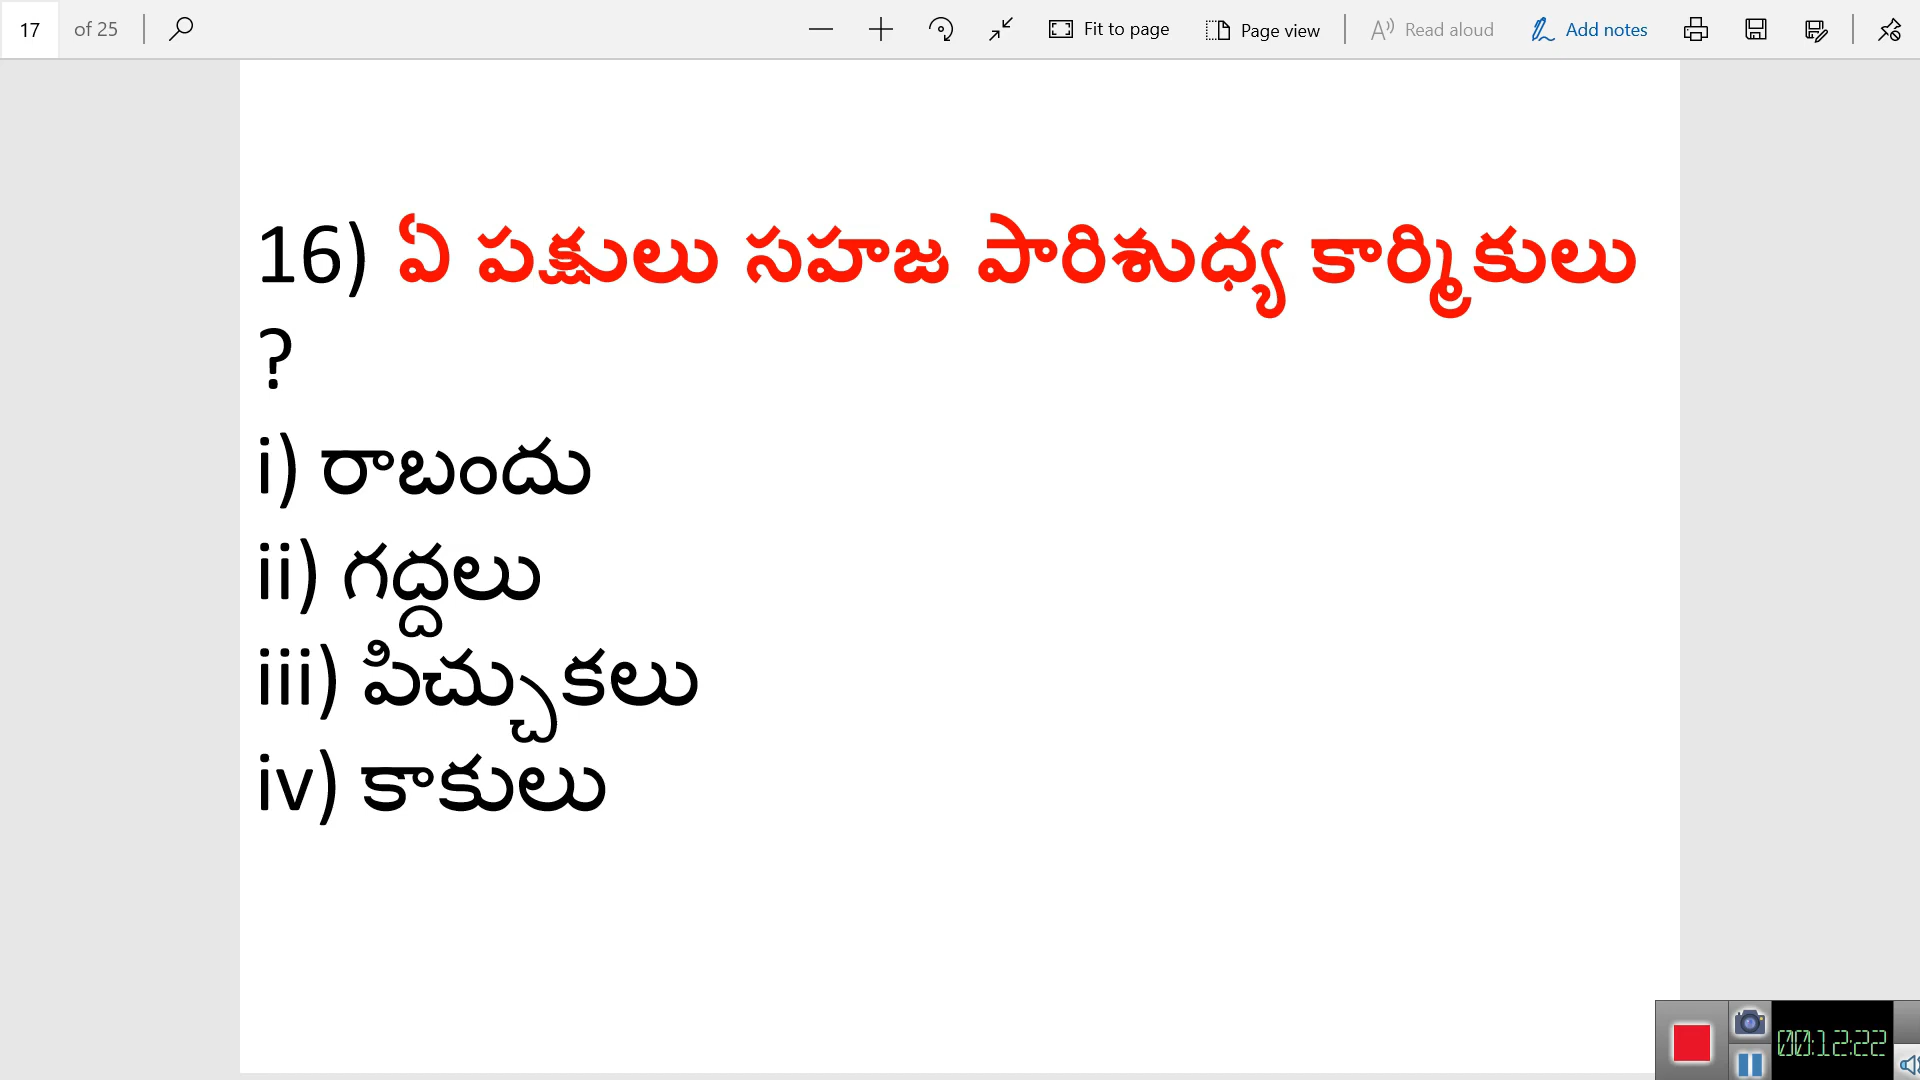 17 of 25 Fit to page Page view Read aloud Add notes
16) ఏ పక్షులు సహజ పారిశుధ్య కార్మికులు
?
i) రాబందు
ii) గద్దలు
iii) పిచ్చుకలు
iv) కాకులు
00:12:22